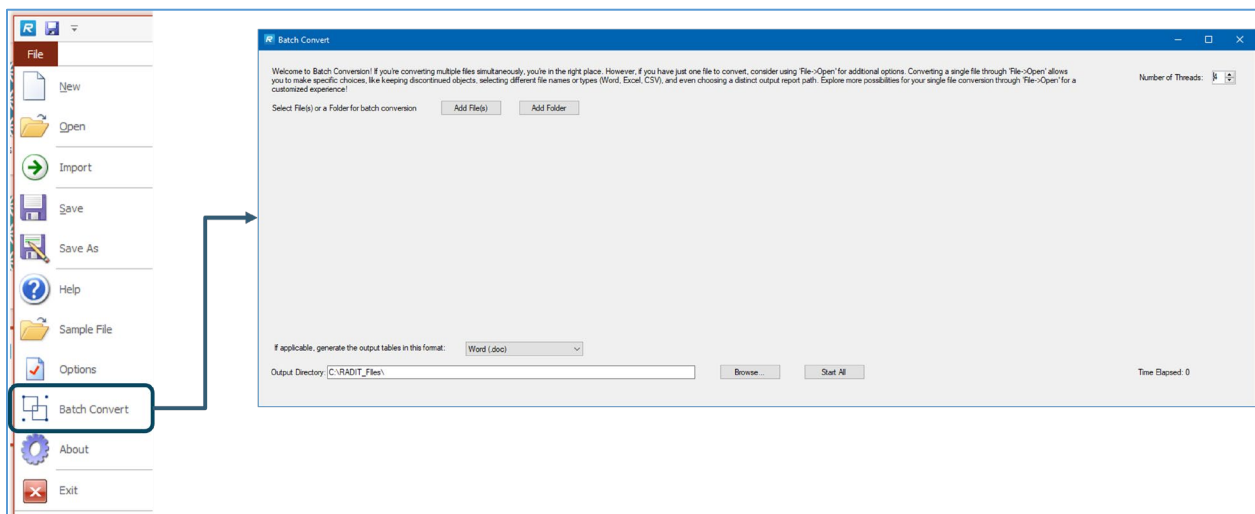 File
New
Open
Import
Save
Save As
Help
Sample File
Options
Batch Convert
About
Exit
Batch Convert
Welcome to Batch Conversion! If you're converting multiple files simultaneously, you're in the right place. However, if you have just one file to convert, consider using 'File->Open' for additional options. Converting a single file through 'File->Open' allows
you to make specific choices, like keeping discontinued objects, selecting different file names or types (Word, Excel, CSV), and even choosing a distinct output report path. Explore more possibilities for your single file conversion through 'File->Open' for a
customized experience!
Number of Threads: 4
Select File(s) or a Folder for batch conversion Add File(s) Add Folder
If applicable, generate the output tables in this format: Word (.doc)
Output Directory: C:\RADIT_FIles\ Browse... Start All Time Elapsed: 0